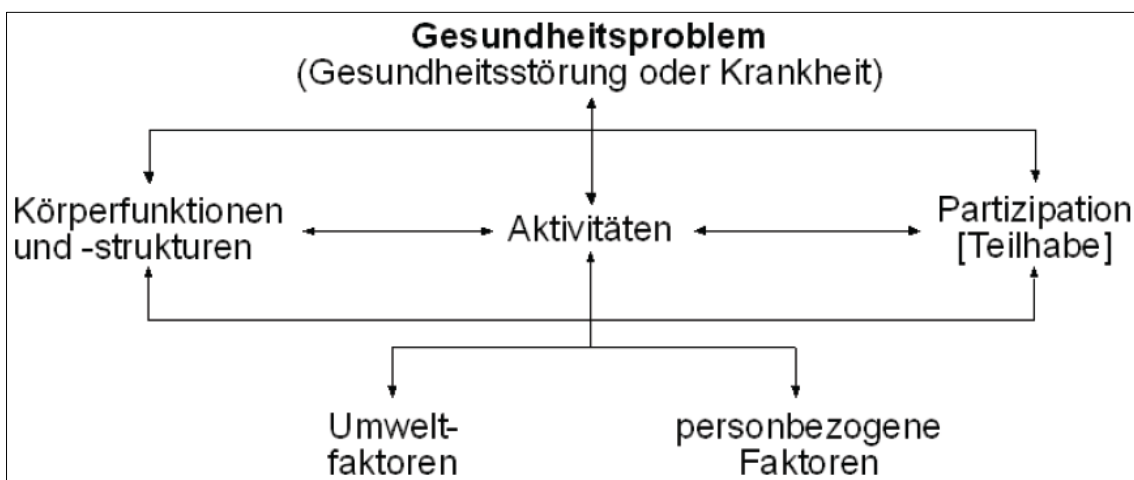 Gesundheitsproblem
(Gesundheitsstörung oder Krankheit)
Körperfunktionen
und -strukturen
Aktivitäten
Partizipation
[Teilhabe]
Umwelt-
faktoren
personbezogene
Faktoren